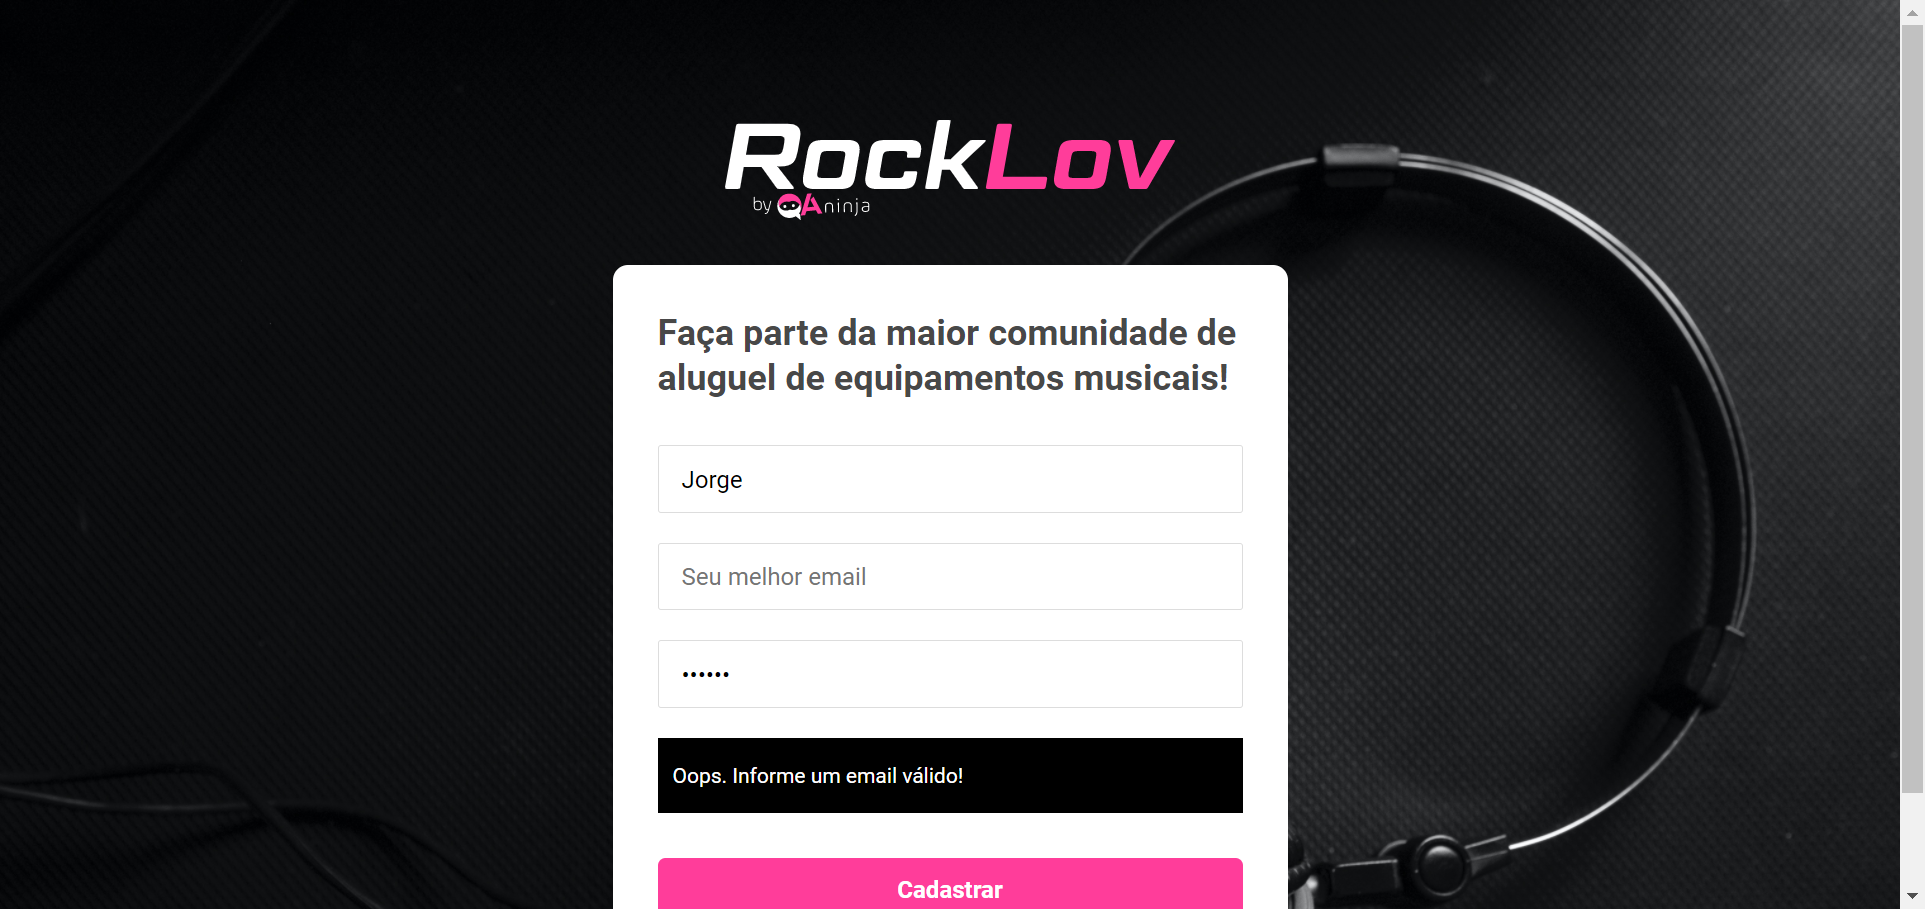 RockLov
by QAninja
Faça parte da maior comunidade de
aluguel de equipamentos musicais!
Jorge
Seu melhor email
••••••
Oops. Informe um email válido!
Cadastrar